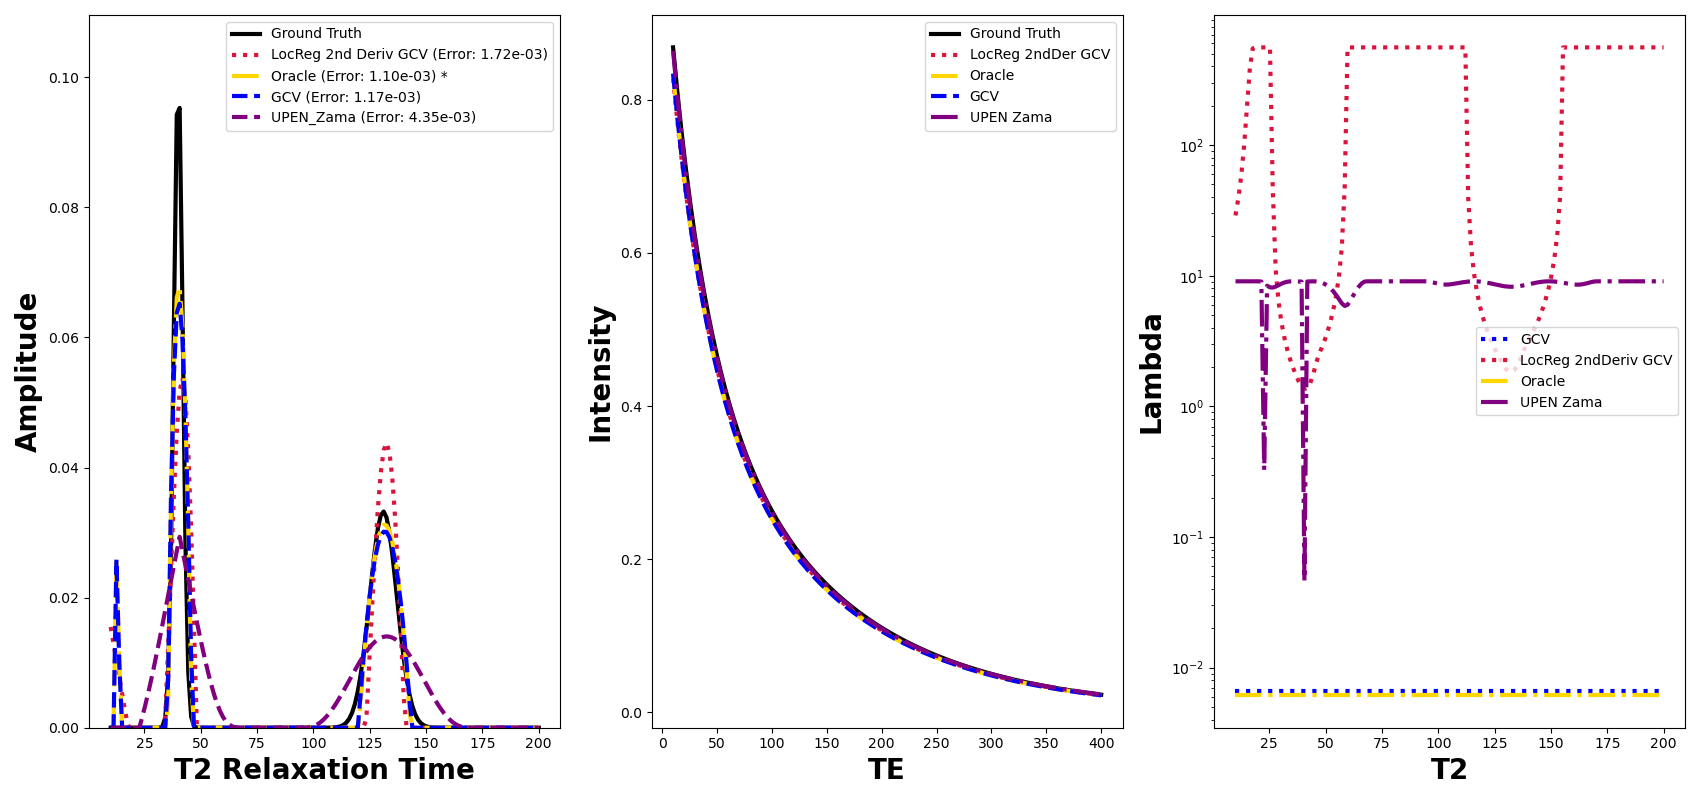 Amplitude
0.10
0.08
0.06
0.04
0.02
0.00
25 50 75 100 125 150 175 200
T2 Relaxation Time
Ground Truth
LocReg 2nd Deriv GCV (Error: 1.72e-03)
Oracle (Error: 1.10e-03) *
GCV (Error: 1.17e-03)
UPEN_Zama (Error: 4.35e-03)
Intensity
0.8
0.6
0.4
0.2
0.0
0 50 100 150 200 250 300 350 400
TE
Ground Truth
LocReg 2ndDer GCV
Oracle
GCV
UPEN Zama
Lambda
10²
10¹
10⁰
10⁻¹
10⁻²
25 50 75 100 125 150 175 200
T2
GCV
LocReg 2ndDeriv GCV
Oracle
UPEN Zama